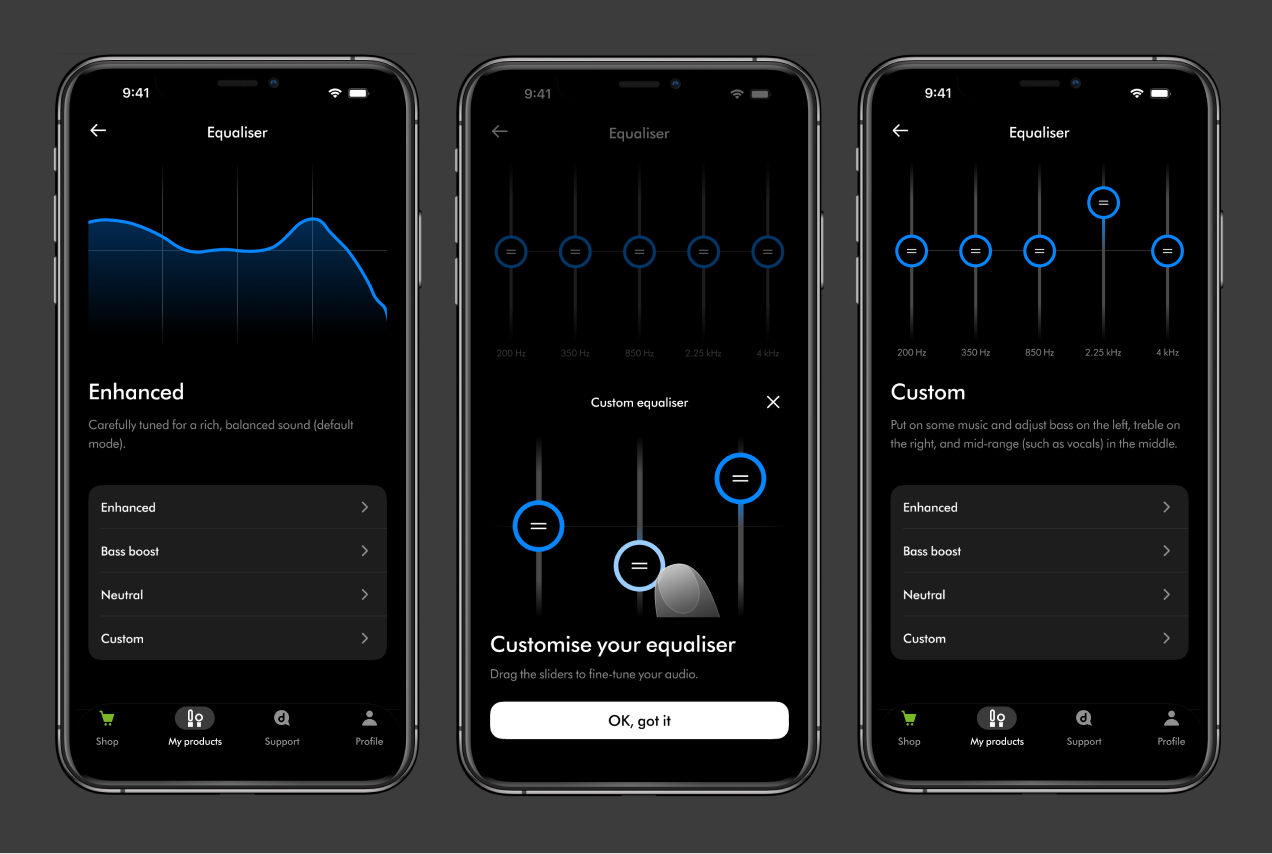 9:41
Equaliser
Enhanced
Carefully tuned for a rich, balanced sound (default
mode).
Enhanced
Bass boost
Neutral
Custom
Shop
My products
Support
Profile
9:41
Equaliser
200 Hz
350 Hz
850 Hz
2.25 kHz
4 kHz
Custom equaliser
Customise your equaliser
Drag the sliders to fine-tune your audio.
OK, got it
9:41
Equaliser
200 Hz
350 Hz
850 Hz
2.25 kHz
4 kHz
Custom
Put on some music and adjust bass on the left, treble on
the right, and mid-range (such as vocals) in the middle.
Enhanced
Bass boost
Neutral
Custom
Shop
My products
Support
Profile